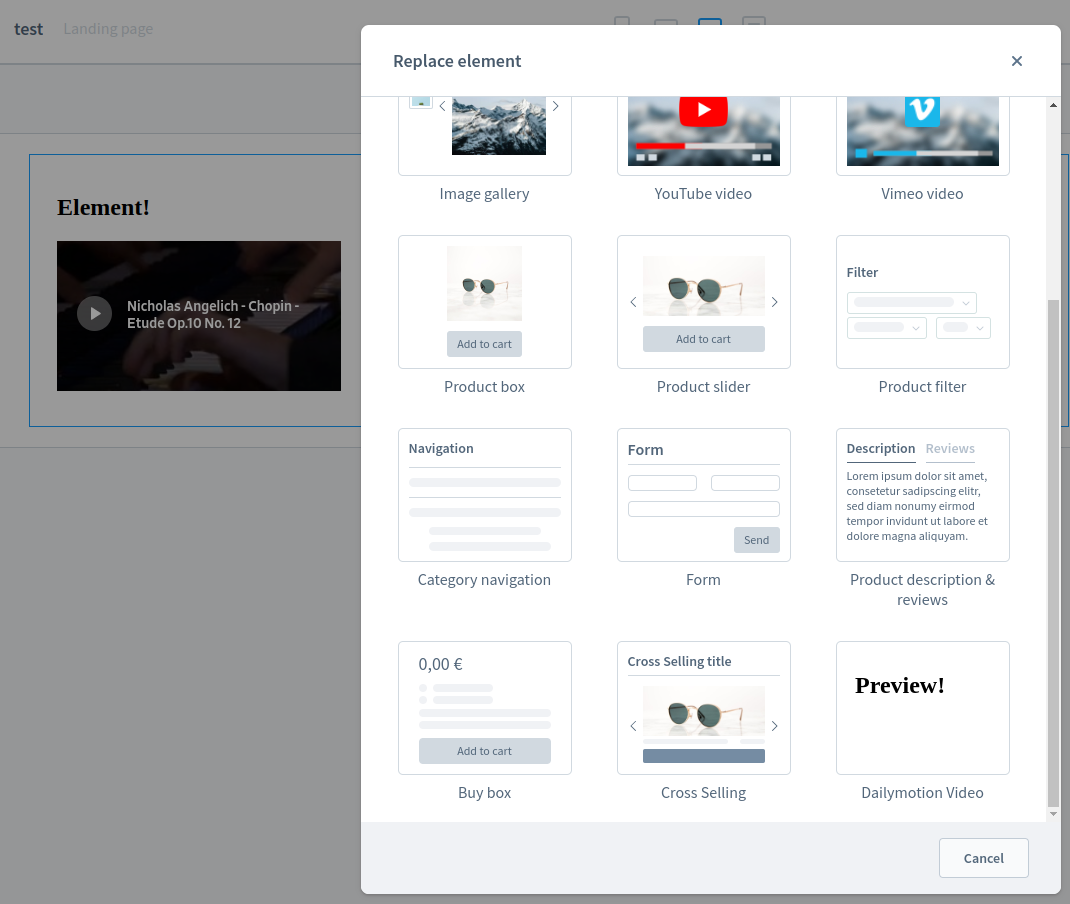 test
Landing page
Replace element
Image gallery
YouTube video
Vimeo video
Element!
Nicholas Angelich - Chopin -
Etude Op.10 No. 12
Add to cart
Product box
Add to cart
Product slider
Filter
Product filter
Navigation
Category navigation
Form
Send
Form
Description
Reviews
Lorem ipsum dolor sit amet,
consetetur sadipscing elitr,
sed diam nonumy eirmod
tempor invidunt ut labore et
dolore magna aliquyam.
Product description &
reviews
0,00 €
Add to cart
Buy box
Cross Selling title
Cross Selling
Preview!
Dailymotion Video
Cancel